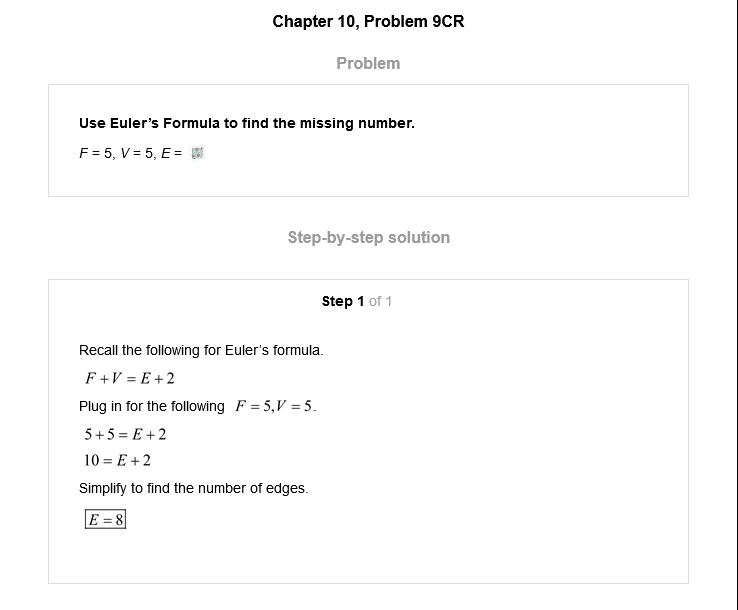 Chapter 10, Problem 9CR
Problem
Use Euler's Formula to find the missing number.
F = 5, V = 5, E =
Step-by-step solution
Step 1 of 1
Recall the following for Euler's formula.
F + V = E + 2
Plug in for the following F = 5, V = 5.
5 + 5 = E + 2
10 = E + 2
Simplify to find the number of edges.
E = 8